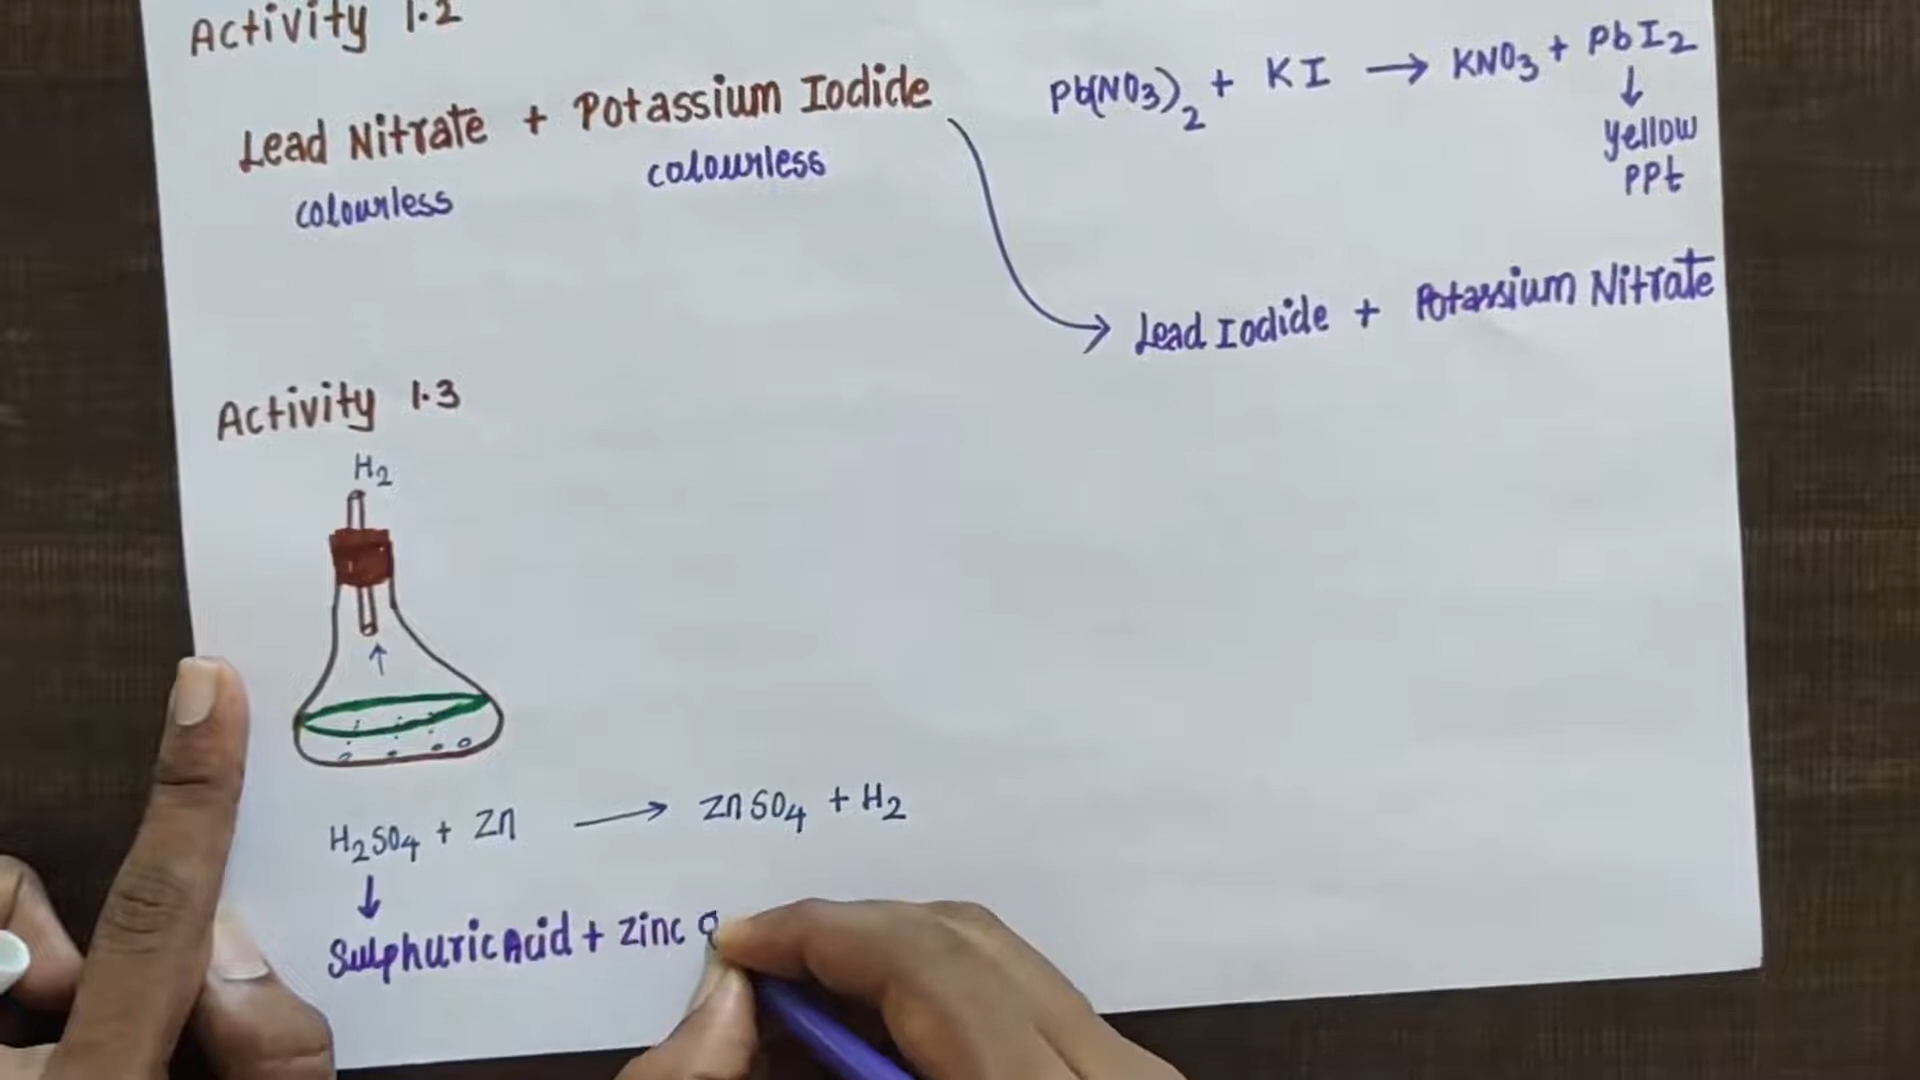 Activity 1.2
Lead Nitrate + Potassium Iodide
colourless colourless
Pb(NO3)2 + KI → KNO3 + PbI2
↓
yellow
PPt
→ Lead Iodide + Potassium Nitrate
Activity 1.3
H2
↑
H2SO4 + Zn → ZnSO4 + H2
↓
Sulphuric Acid + Zinc